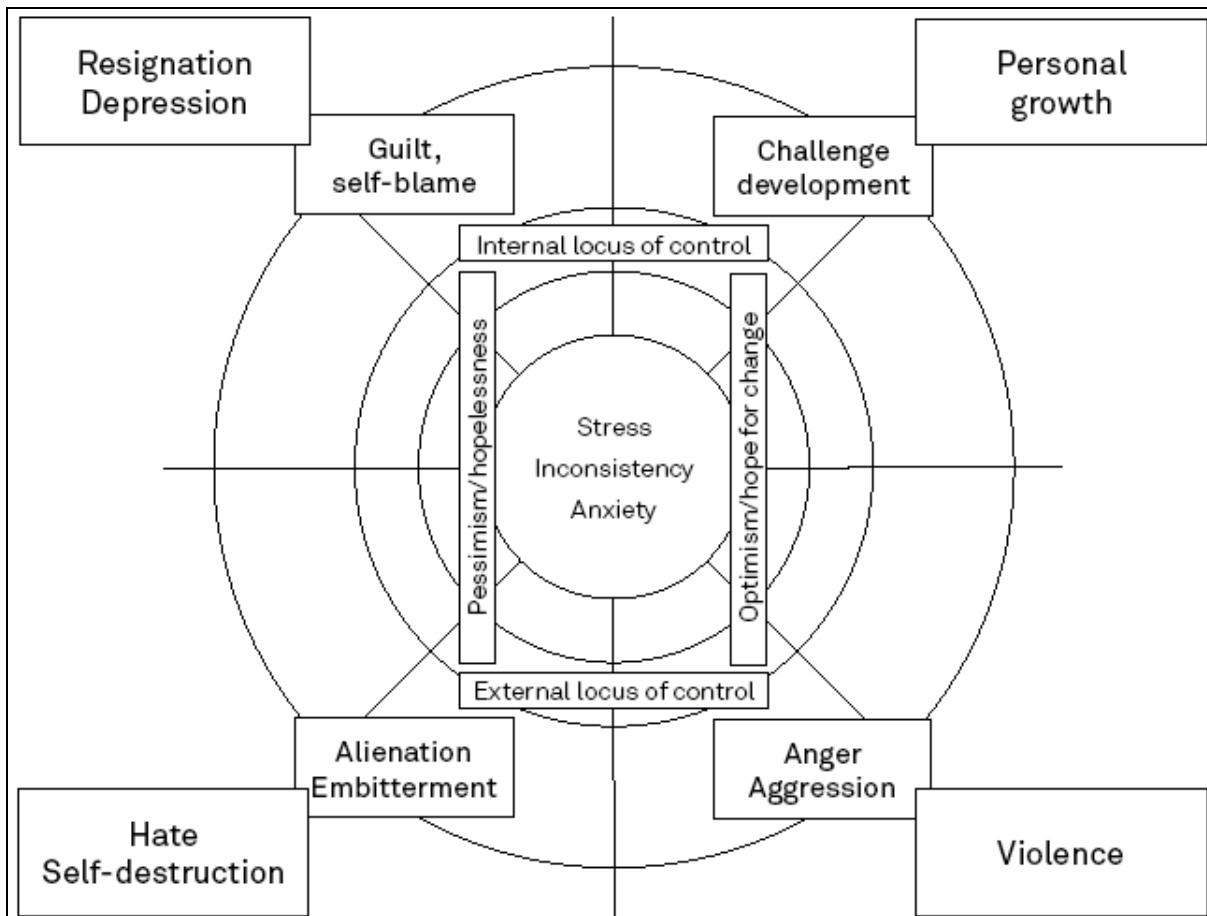 Resignation
Depression
Personal
growth
Guilt,
self-blame
Challenge
development
Internal locus of control
Pessimism/hopelessness
Stress
Inconsistency
Anxiety
Optimism/hope for change
External locus of control
Alienation
Embitterment
Anger
Aggression
Hate
Self-destruction
Violence